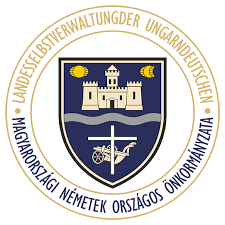 · LANDESSELBSTVERWALTUNG DER UNGARNDEUTSCHEN ·
MAGYARORSZÁGI NÉMETEK ORSZÁGOS ÖNKORMÁNYZATA